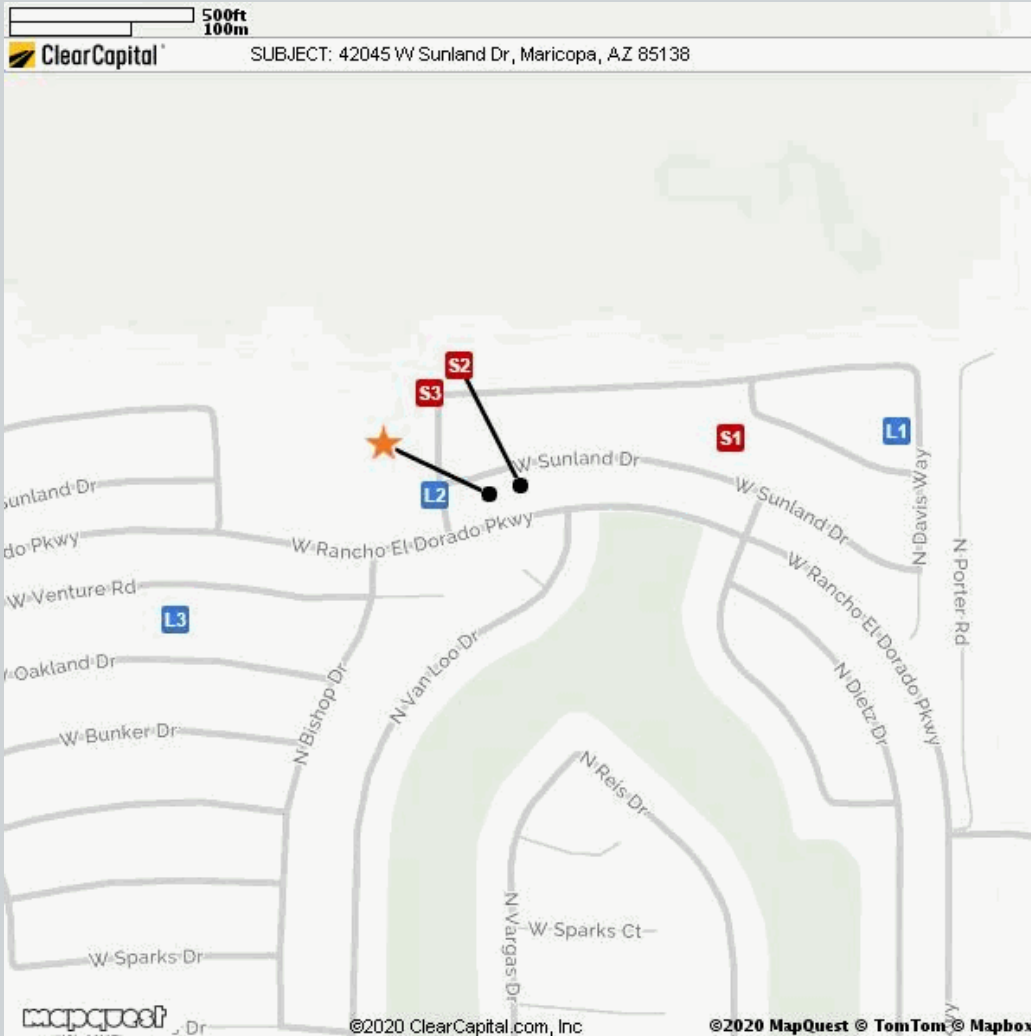 500ft
100m
ClearCapital SUBJECT: 42045 W Sunland Dr, Maricopa, AZ 85138
S2
S3
L1
S1
W Sunland Dr
L2
Sunland Dr
W Sunland Dr
N Davis Way
W Rancho El Dorado Pkwy
do Pkwy
N Porter Rd
W Rancho El Dorado Pkwy
W Venture Rd
L3
N Van Loo Dr
Oakland Dr
N Bishop Dr
N Dietz Dr
W Bunker Dr
N Reis Dr
N Vargas Dr
W Sparks Ct
W Sparks Dr
mapquest
Dr
©2020 ClearCapital.com, Inc
©2020 MapQuest © TomTom © Mapbox